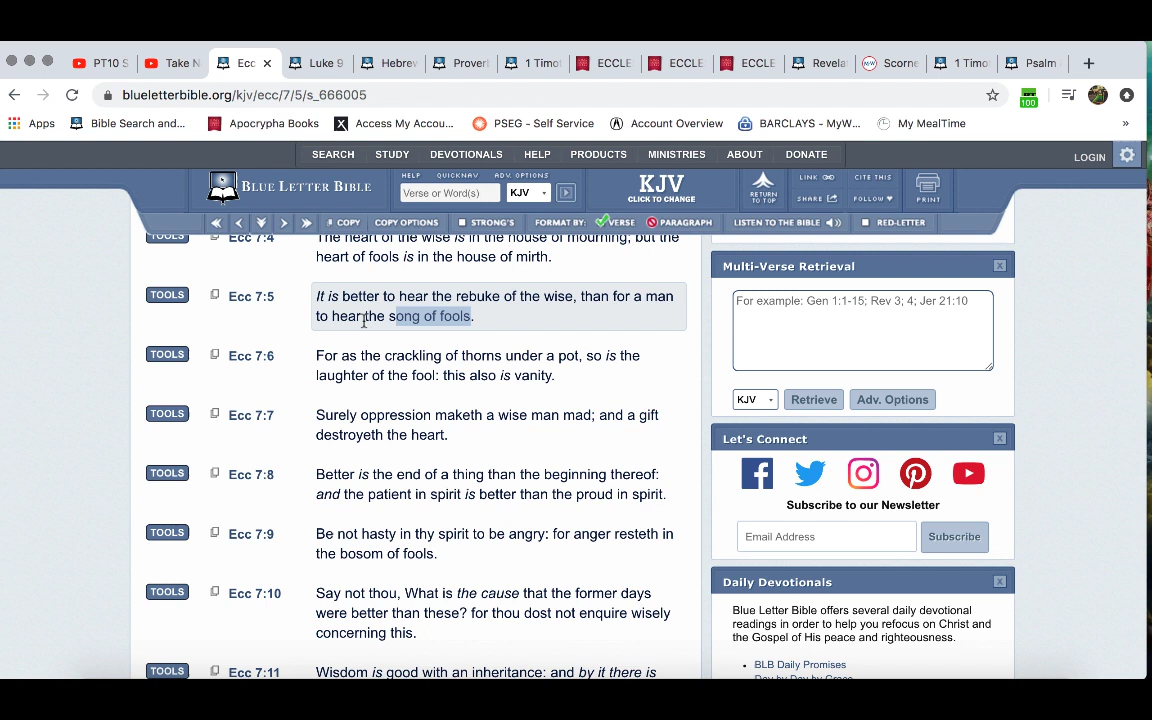 PT10 S
Take N
Ecc
Luke 9
Hebrew
Proverb
1 Timot
ECCLE
ECCLE
ECCLE
Revela
Scorne
1 Timo
Psalm
blueletterbible.org/kjv/ecc/7/5/s_666005
100
Apps
Bible Search and...
Apocrypha Books
Access My Accou...
PSEG - Self Service
Account Overview
BARCLAYS - MyW...
My MealTime
»
SEARCH STUDY DEVOTIONALS HELP PRODUCTS MINISTRIES ABOUT DONATE LOGIN
BLUE LETTER BIBLE
HELP QUICKNAV ADV. OPTIONS
Verse or Word(s) KJV
KJV
CLICK TO CHANGE
RETURN
TO TOP
LINK CITE THIS
SHARE FOLLOW
PRINT
COPY COPY OPTIONS STRONG'S FORMAT BY: VERSE PARAGRAPH LISTEN TO THE BIBLE RED-LETTER
TOOLS Ecc 7:4 The heart of the wise is in the house of mourning; but the
heart of fools is in the house of mirth.
TOOLS Ecc 7:5 It is better to hear the rebuke of the wise, than for a man
to hear the song of fools.
TOOLS Ecc 7:6 For as the crackling of thorns under a pot, so is the
laughter of the fool: this also is vanity.
TOOLS Ecc 7:7 Surely oppression maketh a wise man mad; and a gift
destroyeth the heart.
TOOLS Ecc 7:8 Better is the end of a thing than the beginning thereof:
and the patient in spirit is better than the proud in spirit.
TOOLS Ecc 7:9 Be not hasty in thy spirit to be angry: for anger resteth in
the bosom of fools.
TOOLS Ecc 7:10 Say not thou, What is the cause that the former days
were better than these? for thou dost not enquire wisely
concerning this.
TOOLS Ecc 7:11 Wisdom is good with an inheritance: and by it there is
Multi-Verse Retrieval
For example: Gen 1:1-15; Rev 3; 4; Jer 21:10
KJV Retrieve Adv. Options
Let's Connect
Subscribe to our Newsletter
Email Address Subscribe
Daily Devotionals
Blue Letter Bible offers several daily devotional
readings in order to help you refocus on Christ and
the Gospel of His peace and righteousness.
BLB Daily Promises
Day by Day by Grace